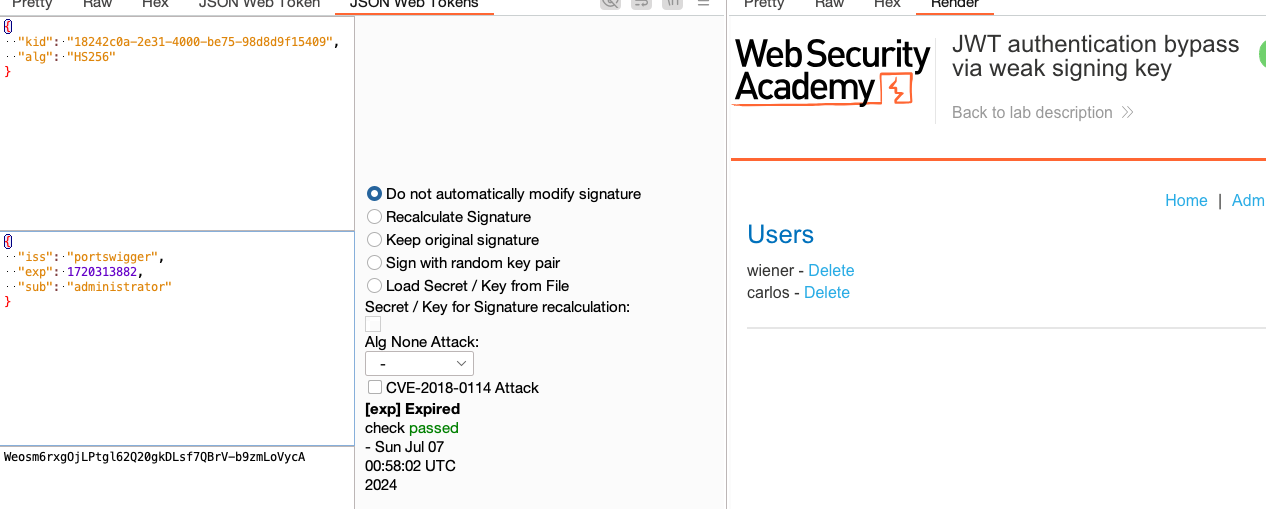 Pretty Raw Hex JSON Web Token JSON Web Tokens
{
"kid": "18242c0a-2e31-4000-be75-98d8d9f15409",
"alg": "HS256"
}
{
"iss": "portswigger",
"exp": 1720313882,
"sub": "administrator"
}
Weosm6rxgOjLPtgl62Q20gkDLsf7QBrV-b9zmLoVycA
Do not automatically modify signature
Recalculate Signature
Keep original signature
Sign with random key pair
Load Secret / Key from File
Secret / Key for Signature recalculation:
Alg None Attack:
-
CVE-2018-0114 Attack
[exp] Expired
check passed
- Sun Jul 07
00:58:02 UTC
2024
Pretty Raw Hex Render
Web Security
Academy
JWT authentication bypass
via weak signing key
Back to lab description
Home | Adm
Users
wiener - Delete
carlos - Delete